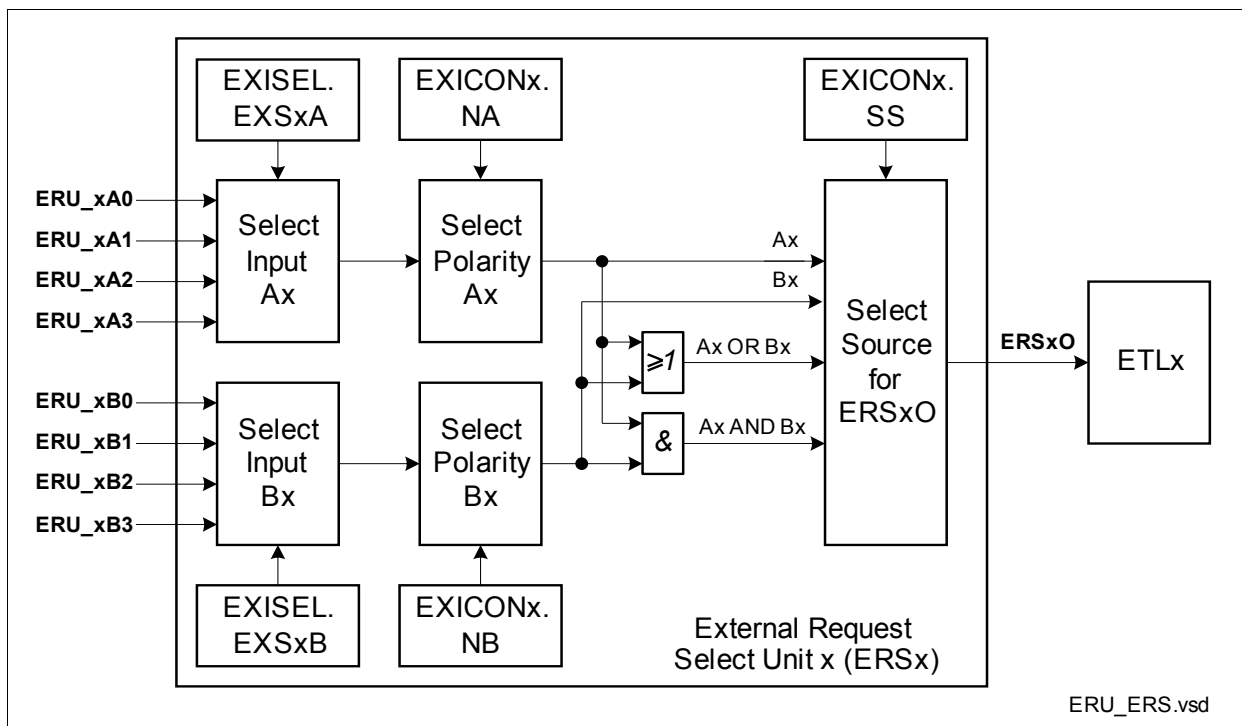 EXISEL.
EXSxA
EXICONx.
NA
EXICONx.
SS
ERU_xA0
ERU_xA1
ERU_xA2
ERU_xA3
Select
Input
Ax
Select
Polarity
Ax
Ax
Bx
≥1
Ax OR Bx
&
Ax AND Bx
Select
Source
for
ERSxO
ERSxO
ETLx
ERU_xB0
ERU_xB1
ERU_xB2
ERU_xB3
Select
Input
Bx
Select
Polarity
Bx
EXISEL.
EXSxB
EXICONx.
NB
External Request
Select Unit x (ERSx)
ERU_ERS.vsd